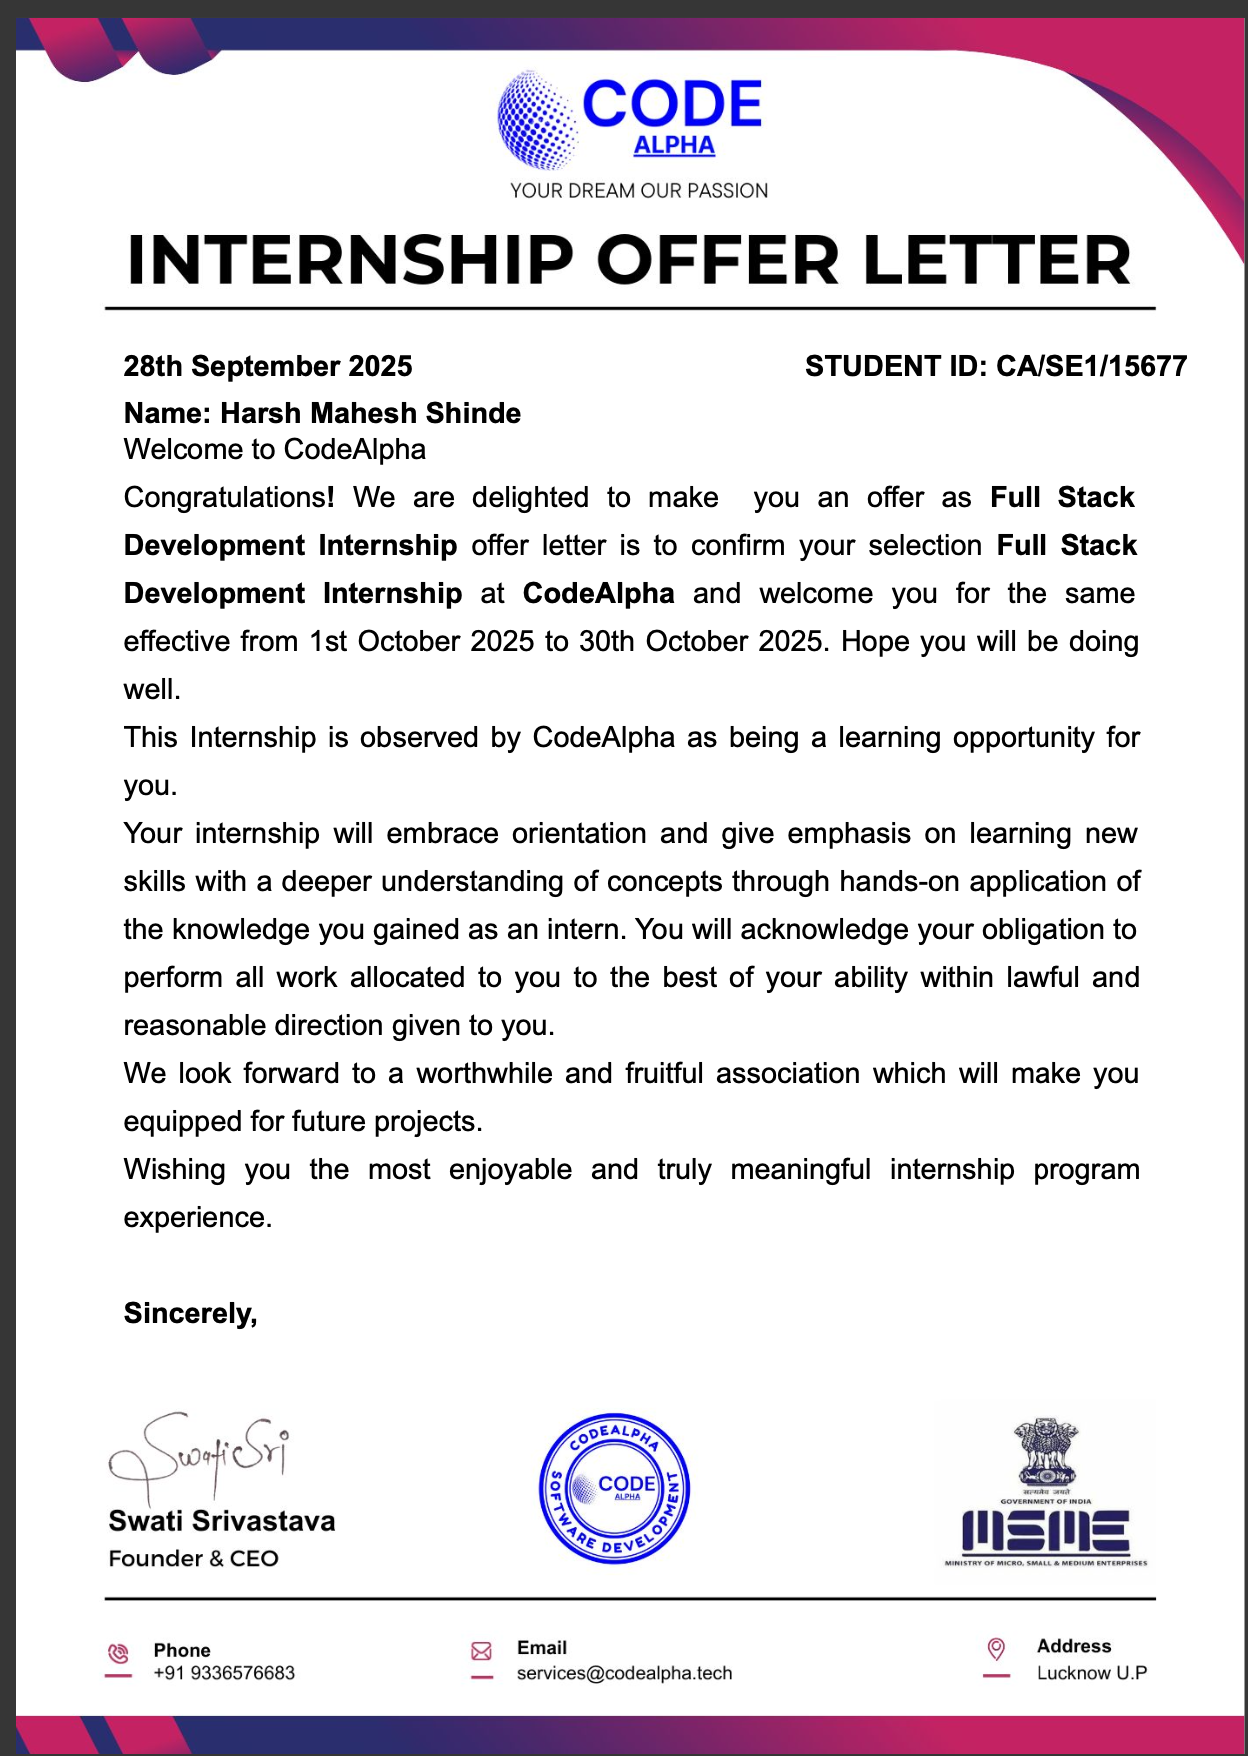 CODE
ALPHA
YOUR DREAM OUR PASSION
INTERNSHIP OFFER LETTER
28th September 2025 STUDENT ID: CA/SE1/15677
Name: Harsh Mahesh Shinde
Welcome to CodeAlpha
Congratulations! We are delighted to make you an offer as Full Stack
Development Internship offer letter is to confirm your selection Full Stack
Development Internship at CodeAlpha and welcome you for the same
effective from 1st October 2025 to 30th October 2025. Hope you will be doing
well.
This Internship is observed by CodeAlpha as being a learning opportunity for
you.
Your internship will embrace orientation and give emphasis on learning new
skills with a deeper understanding of concepts through hands-on application of
the knowledge you gained as an intern. You will acknowledge your obligation to
perform all work allocated to you to the best of your ability within lawful and
reasonable direction given to you.
We look forward to a worthwhile and fruitful association which will make you
equipped for future projects.
Wishing you the most enjoyable and truly meaningful internship program
experience.
Sincerely,
Swati Sri
Swati Srivastava
Founder & CEO
CODEALPHA
CODE
ALPHA
SOFTWARE DEVELOPMENT
सत्यमेव जयते
GOVERNMENT OF INDIA
MSME
MINISTRY OF MICRO, SMALL & MEDIUM ENTERPRISES
Phone
+91 9336576683
Email
services@codealpha.tech
Address
Lucknow U.P